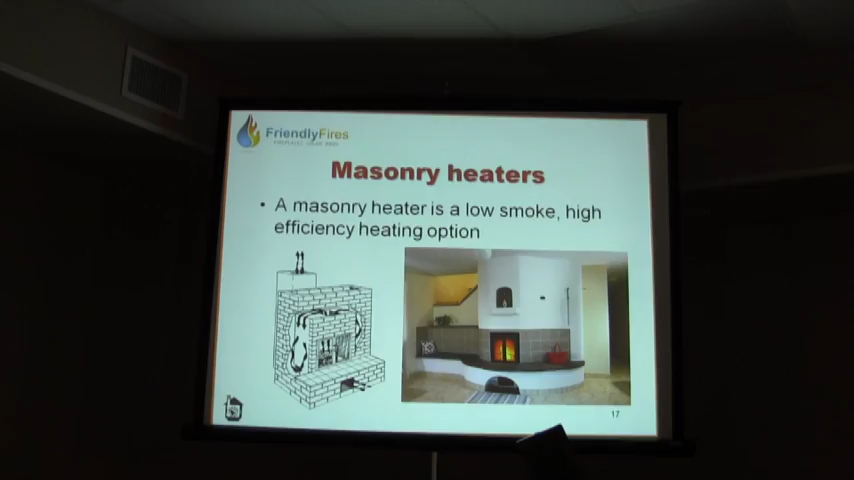 FriendlyFires
Masonry heaters
• A masonry heater is a low smoke, high
efficiency heating option
17